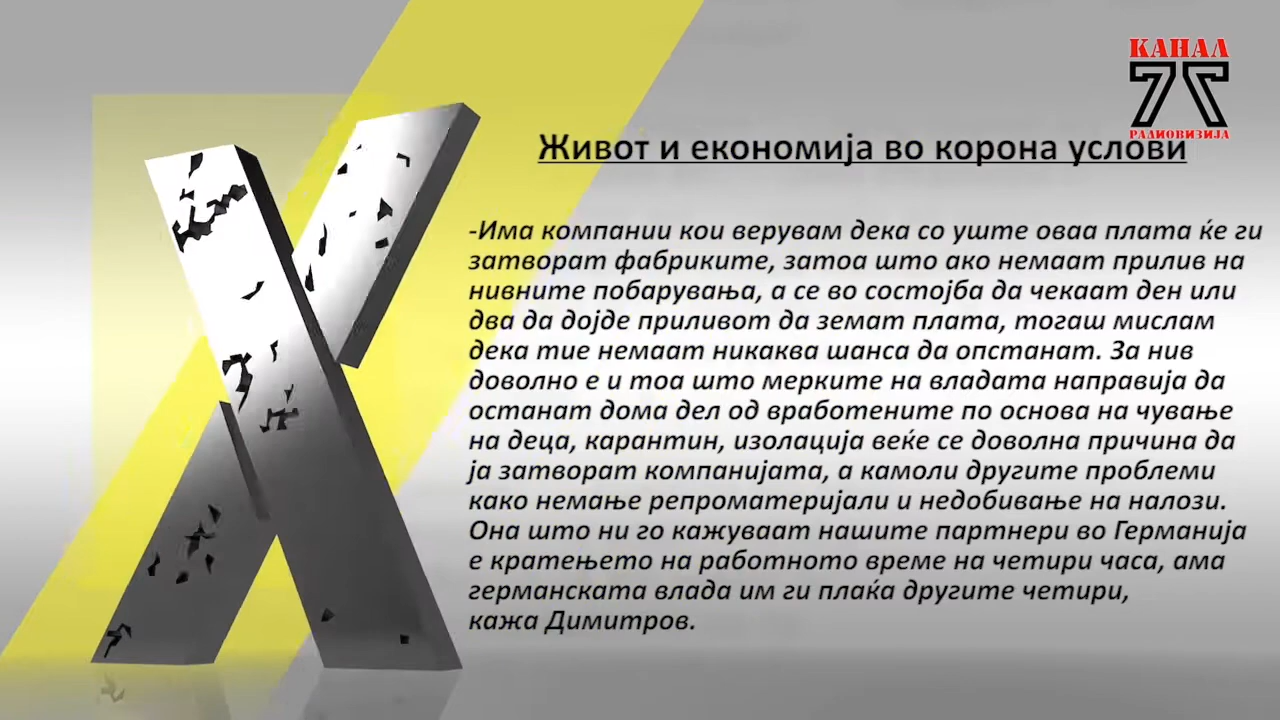 КАНАЛ
77
РАДИОВИЗИЈА
Живот и економија во корона услови
-Има компании кои верувам дека со уште оваа плата ќе ги
затворат фабриките, затоа што ако немаат прилив на
нивните побарувања, а се во состојба да чекаат ден или
два да дојде приливот да земат плата, тогаш мислам
дека тие немаат никаква шанса да опстанат. За нив
доволно е и тоа што мерките на владата направија да
останат дома дел од вработените по основа на чување
на деца, карантин, изолација веќе се доволна причина да
ја затворат компанијата, а камоли другите проблеми
како немање репроматеријали и недобивање на налози.
Она што ни го кажуваат нашите партнери во Германија
е кратењето на работното време на четири часа, ама
германската влада им ги плаќа другите четири,
кажа Димитров.